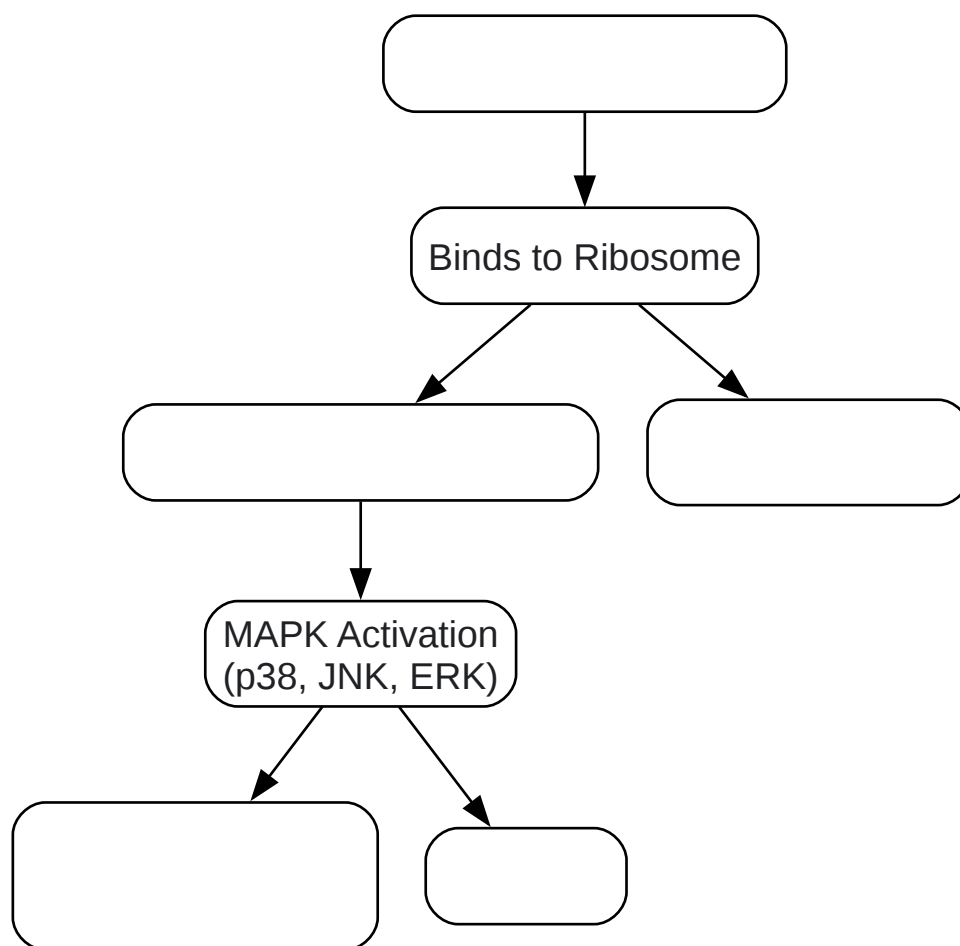 Binds to Ribosome
MAPK Activation
(p38, JNK, ERK)